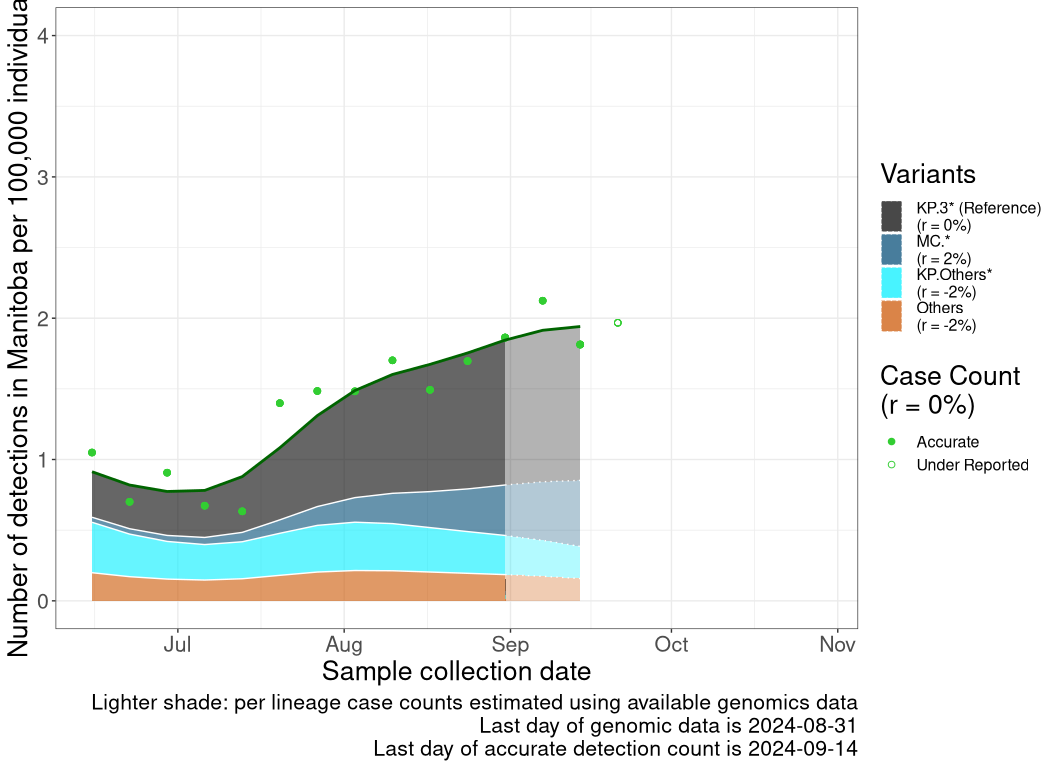 Number of detections in Manitoba per 100,000
4
3
2
1
0
Jul
Aug
Sep
Oct
Nov
Sample collection date
Lighter shade: per lineage case counts estimated using available genomics data
Last day of genomic data is 2024-08-31
Last day of accurate detection count is 2024-09-14
Variants
KP.3* (Reference)
(r = 0%)
MC.*
(r = 2%)
KP.Others*
(r = -2%)
Others
(r = -2%)
Case Count
(r = 0%)
Accurate
Under Reported